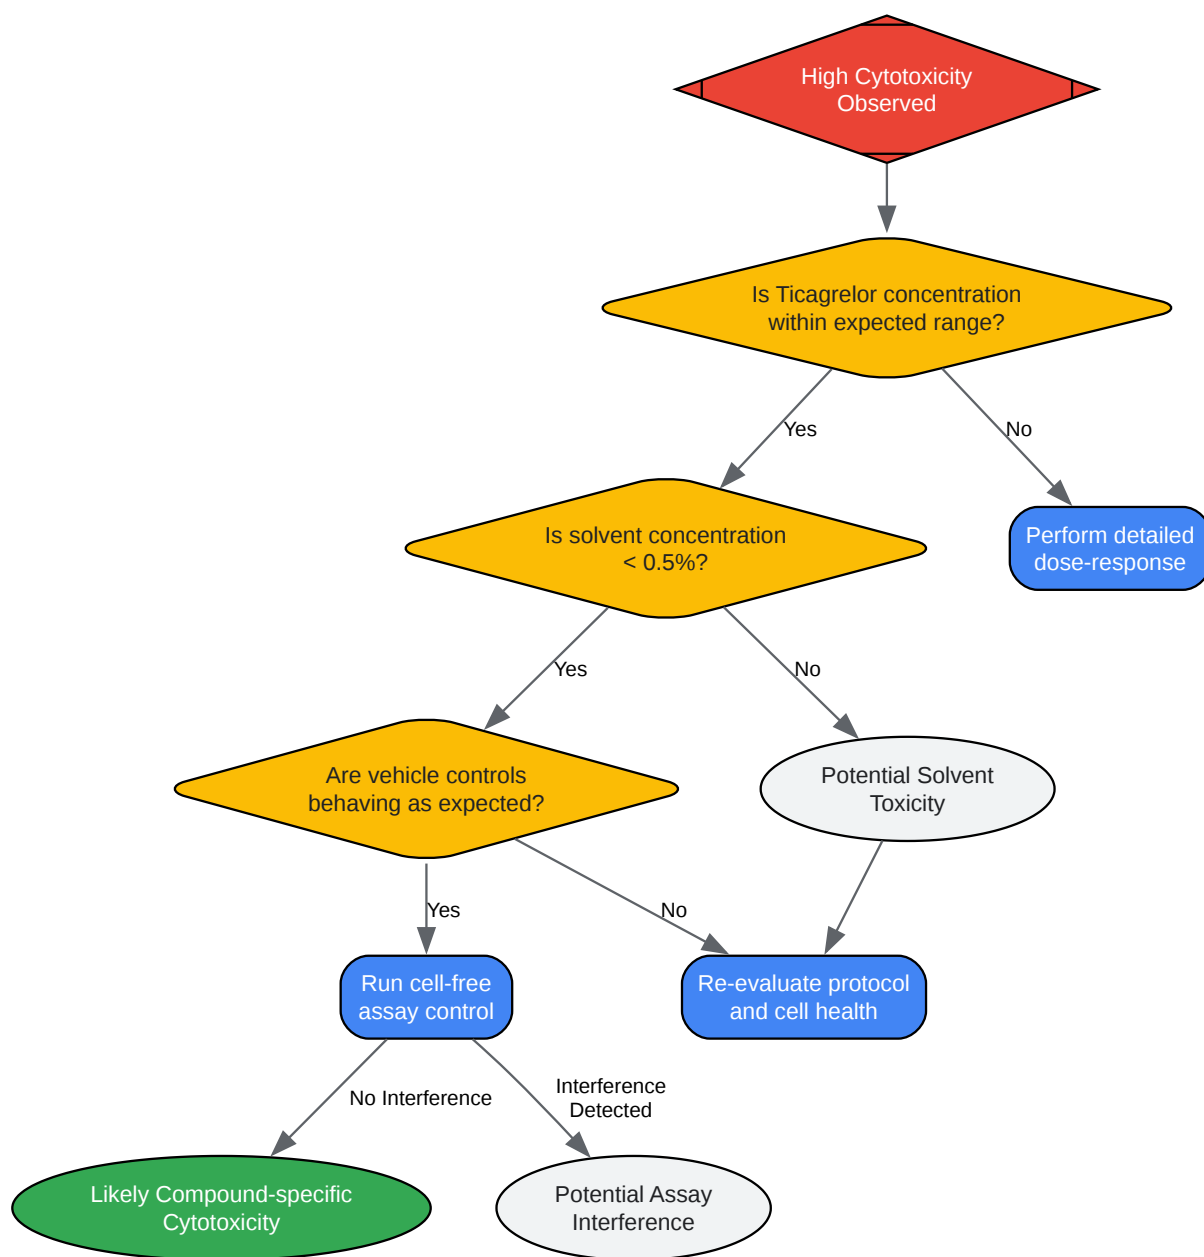 High Cytotoxicity
Observed
Is Ticagrelor concentration
within expected range?
Yes
No
Is solvent concentration
< 0.5%?
Perform detailed
dose-response
Yes
No
Are vehicle controls
behaving as expected?
Potential Solvent
Toxicity
Yes
No
Run cell-free
assay control
Re-evaluate protocol
and cell health
No Interference
Interference
Detected
Likely Compound-specific
Cytotoxicity
Potential Assay
Interference